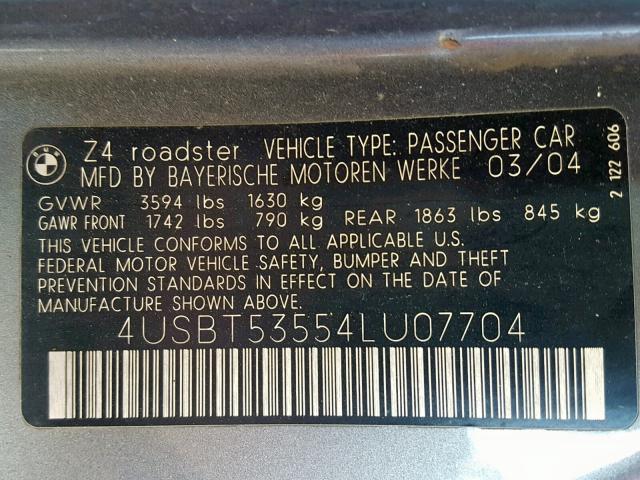 BMW
Z4 roadster VEHICLE TYPE: PASSENGER CAR
MFD BY BAYERISCHE MOTOREN WERKE 03/04
GVWR 3594 lbs 1630 kg
GAWR FRONT 1742 lbs 790 kg REAR 1863 lbs 845 kg
THIS VEHICLE CONFORMS TO ALL APPLICABLE U.S.
FEDERAL MOTOR VEHICLE SAFETY, BUMPER AND THEFT
PREVENTION STANDARDS IN EFFECT ON THE DATE OF
MANUFACTURE SHOWN ABOVE.
4USBT53554LU07704
2 122 606